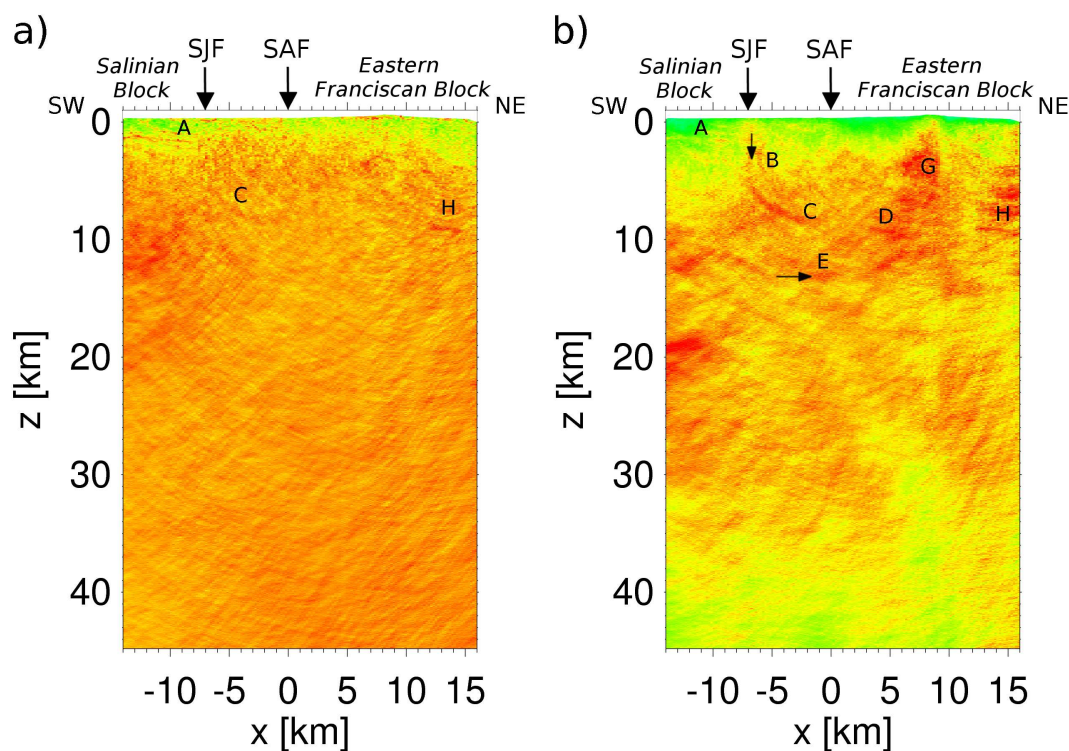 a)
SJF
SAF
Salinian
Block
Eastern
Franciscan Block
SW
NE
A
C
H
0
10
20
30
40
z [km]
-10 -5 0 5 10 15
x [km]
b)
SJF
SAF
Salinian
Block
Eastern
Franciscan Block
SW
NE
A
B
G
C
D
H
E
0
10
20
30
40
z [km]
-10 -5 0 5 10 15
x [km]